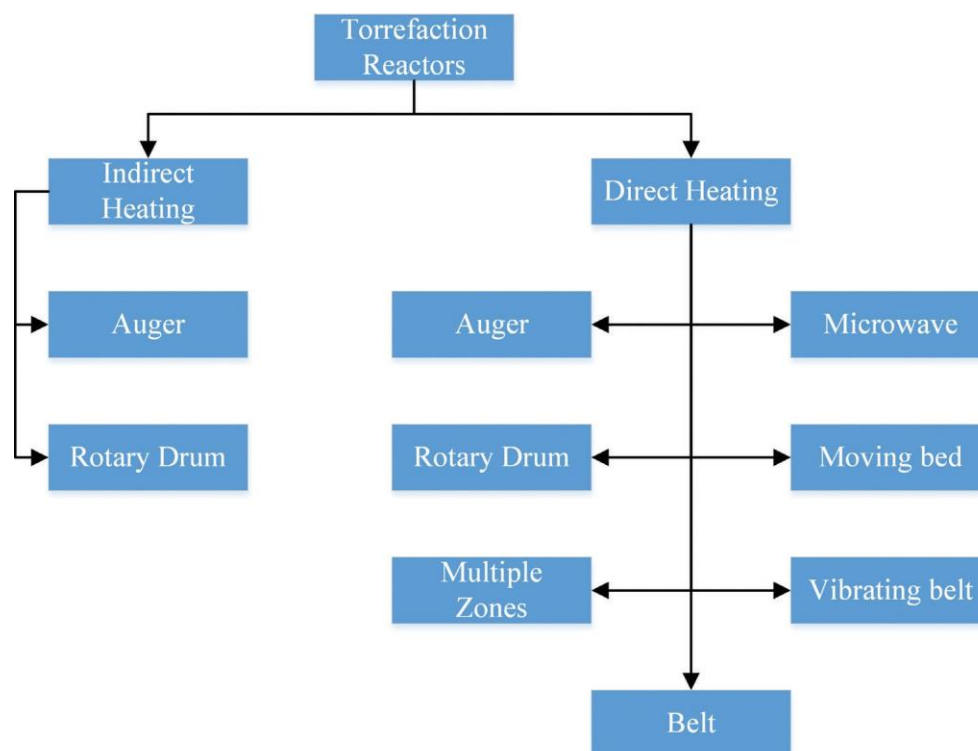 Torrefaction
Reactors
Indirect
Heating
Direct Heating
Auger
Auger
Microwave
Rotary Drum
Rotary Drum
Moving bed
Multiple
Zones
Vibrating belt
Belt